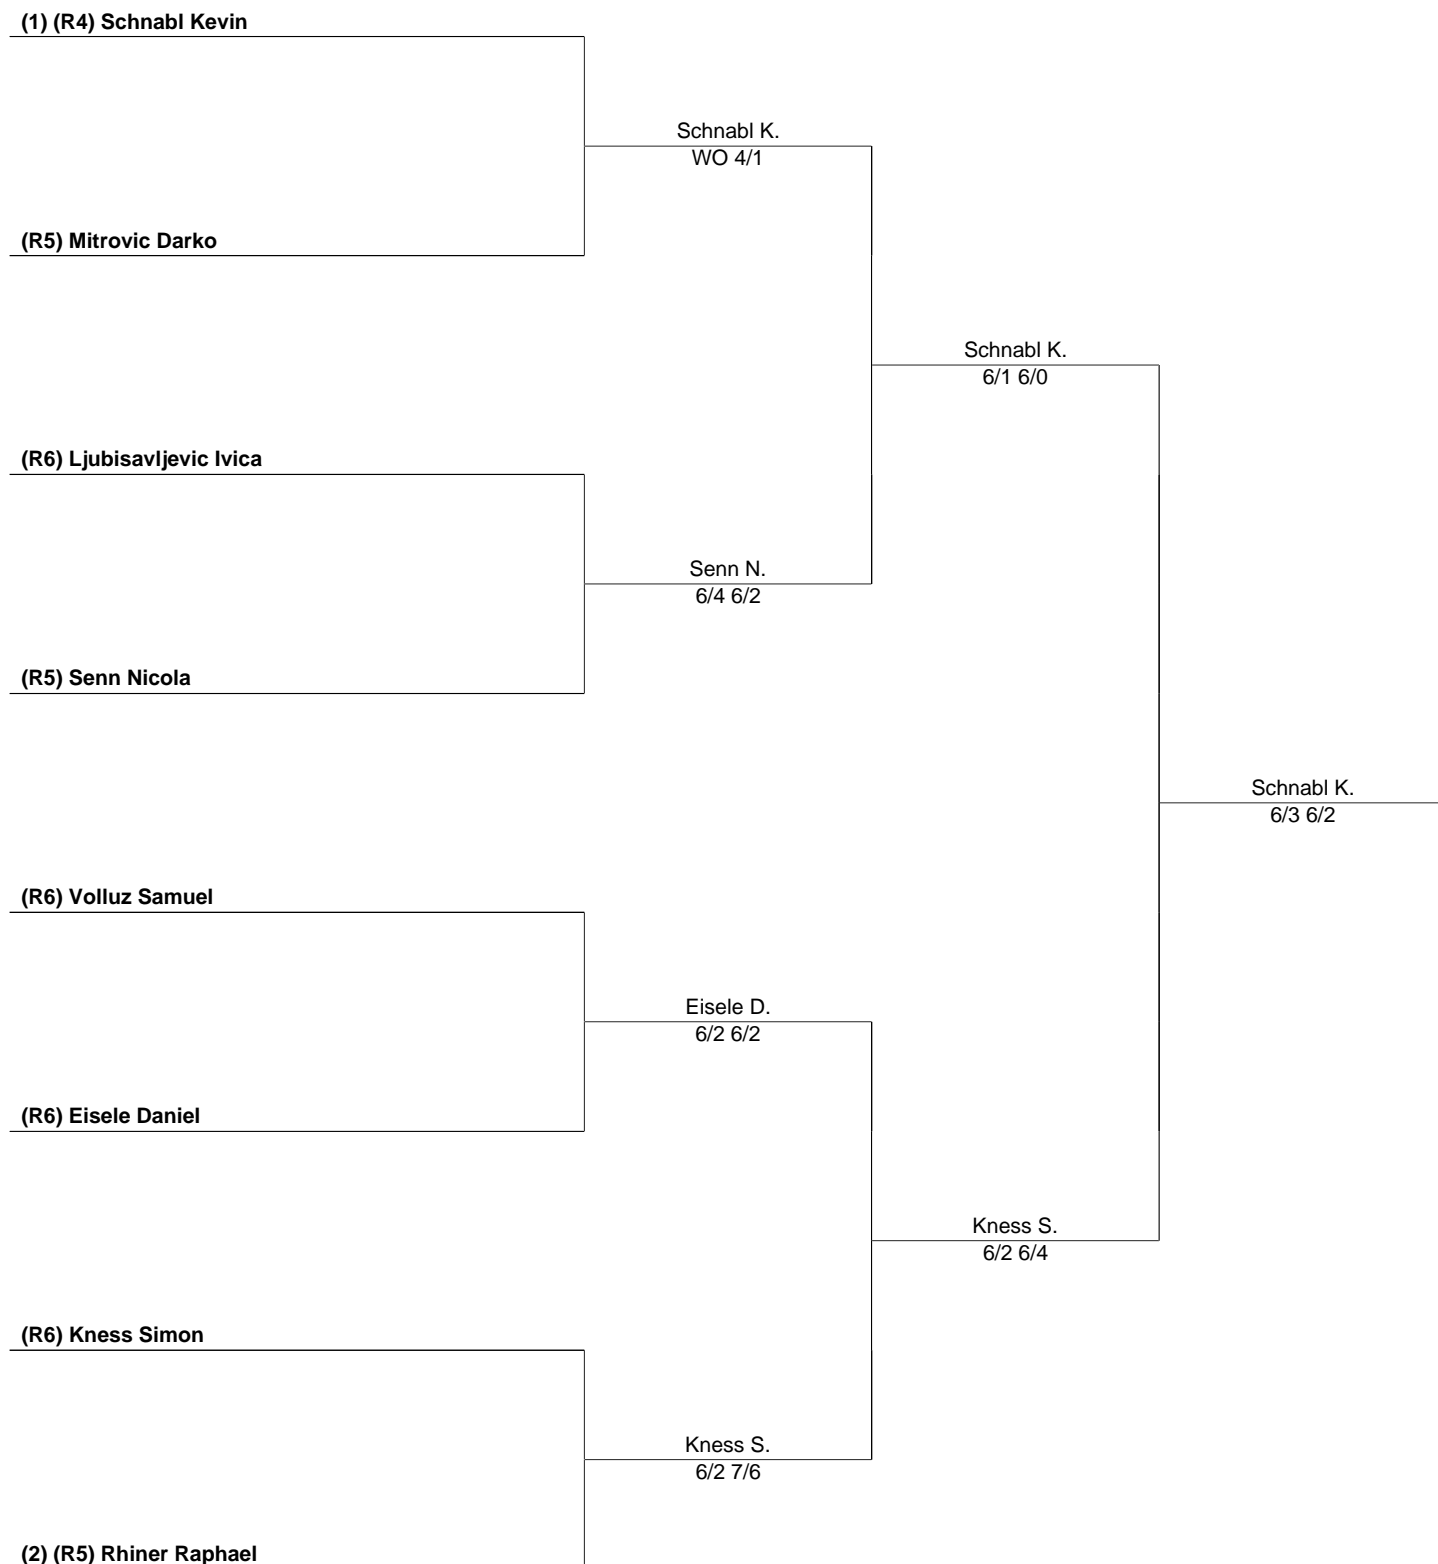 (1) (R4) Schnabl Kevin
Schnabl K.
WO 4/1
(R5) Mitrovic Darko
Schnabl K.
6/1 6/0
(R6) Ljubisavljevic Ivica
Senn N.
6/4 6/2
(R5) Senn Nicola
Schnabl K.
6/3 6/2
(R6) Volluz Samuel
Eisele D.
6/2 6/2
(R6) Eisele Daniel
Kness S.
6/2 6/4
(R6) Kness Simon
Kness S.
6/2 7/6
(2) (R5) Rhiner Raphael